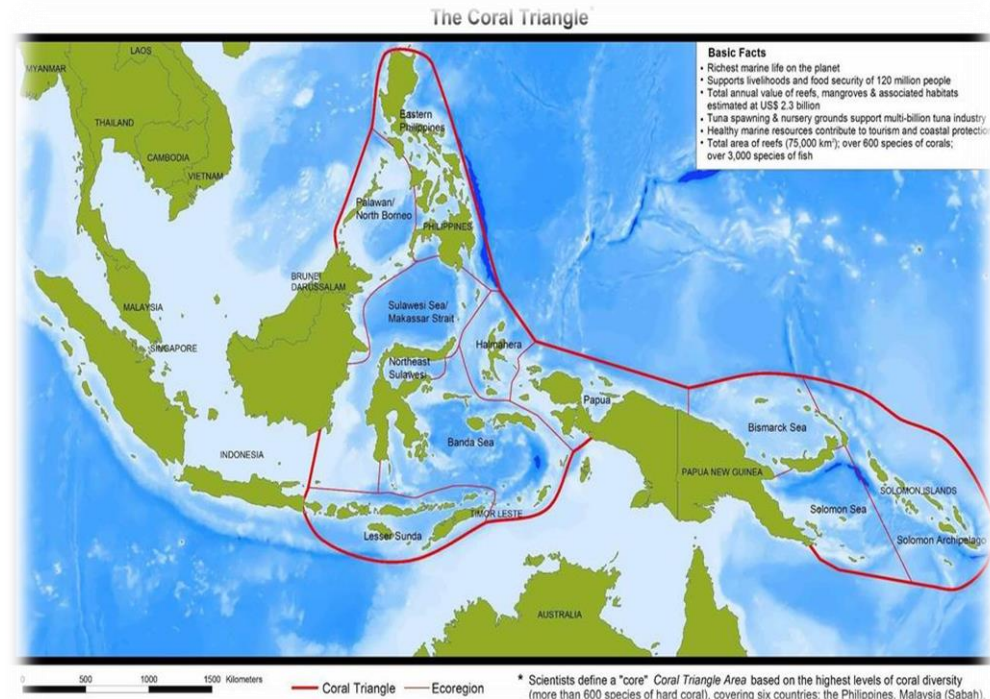 The Coral Triangle*
Basic Facts
• Richest marine life on the planet
• Supports livelihoods and food security of 120 million people
• Total annual value of reefs, mangroves & associated habitats
estimated at US$ 2.3 billion
• Tuna spawning & nursery grounds support multi-billion tuna industry
• Healthy marine resources contribute to tourism and coastal protectio
• Total area of reefs (75,000 km²); over 600 species of corals;
over 3,000 species of fish
LAOS
MYANMAR
THAILAND
CAMBODIA
VIETNAM
Eastern
Philippines
Palawan/
North Borneo
PHILIPPINES
BRUNEI
DARUSSALAM
MALAYSIA
SINGAPORE
Sulawesi Sea/
Makassar Strait
Halmahera
Northeast
Sulawesi
Papua
Banda Sea
Bismarck Sea
INDONESIA
PAPUA NEW GUINEA
SOLOMON ISLANDS
Solomon Sea
TIMOR LESTE
Lesser Sunda
Solomon Archipelago
AUSTRALIA
0 500 1000 1500 Kilometers
Coral Triangle
Ecoregion
* Scientists define a "core" Coral Triangle Area based on the highest levels of coral diversity
(more than 600 species of hard coral), covering six countries: the Philippines, Malaysia (Sabah),